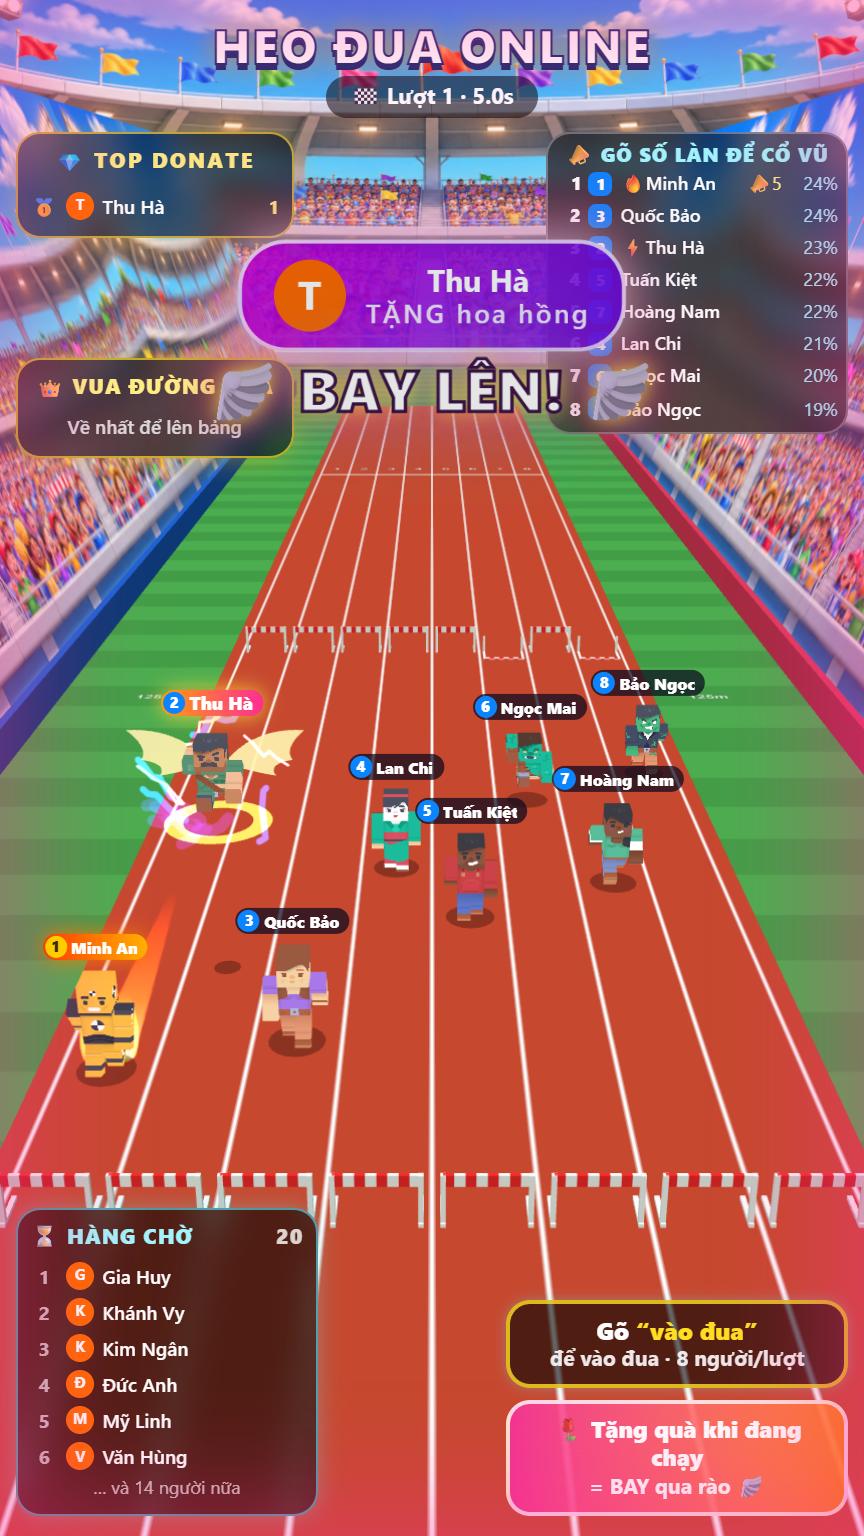 HEO ĐUA ONLINE
Lượt 1 · 5.0s
TOP DONATE
T Thu Hà 1
GÕ SỐ LÀN ĐỂ CỔ VŨ
1 1 Minh An 5 24%
2 3 Quốc Bảo 24%
Thu Hà 23%
Tuấn Kiệt 22%
Hoàng Nam 22%
Lan Chi 21%
7 Mai 20%
8 Ngọc 19%
T Thu Hà
TẶNG hoa hồng
BAY LÊN!
VUA ĐƯỜNG
Về nhất để lên bảng
1 2 3 4 5 6 7 8
8 Bảo Ngọc
2 Thu Hà
6 Ngọc Mai
4 Lan Chi
7 Hoàng Nam
5 Tuấn Kiệt
3 Quốc Bảo
1 Minh An
HÀNG CHỜ 20
1 G Gia Huy
2 K Khánh Vy
3 K Kim Ngân
4 Đ Đức Anh
5 M Mỹ Linh
6 V Văn Hùng
... và 14 người nữa
Gõ “vào đua”
để vào đua · 8 người/lượt
Tặng quà khi đang
chạy
= BAY qua rào